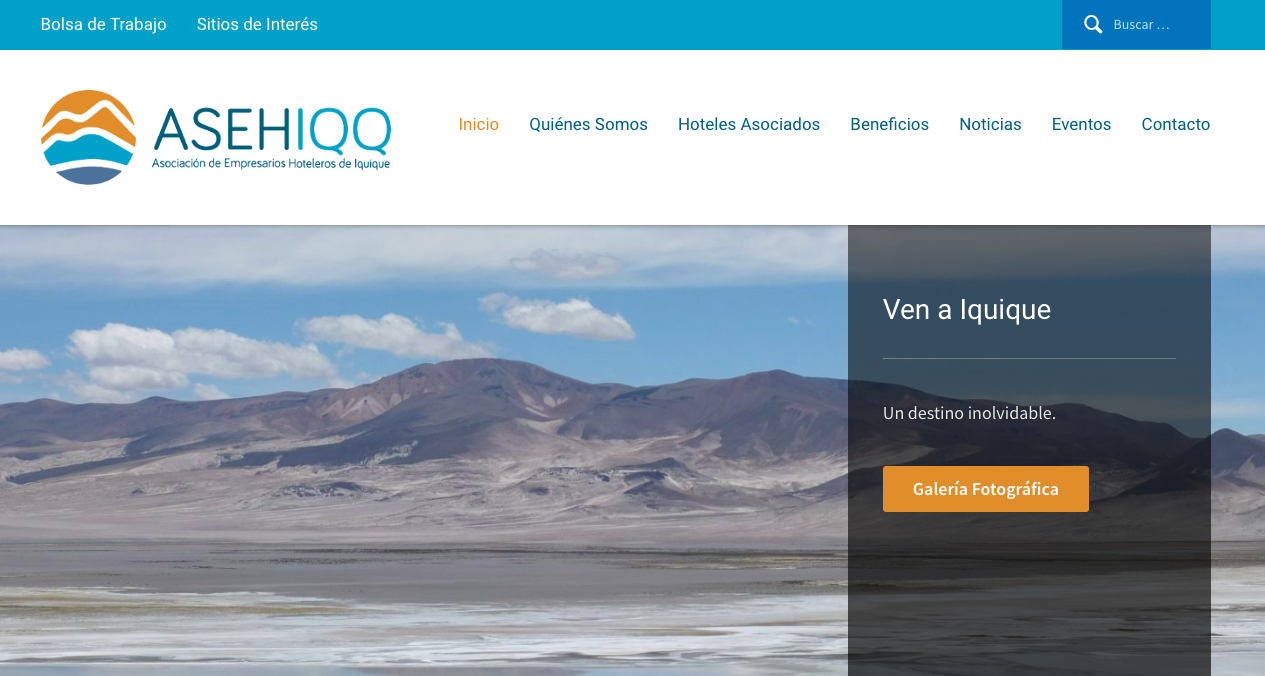 Bolsa de Trabajo Sitios de Interés Buscar …
ASEHIQQ
Asociación de Empresarios Hoteleros de Iquique
Inicio Quiénes Somos Hoteles Asociados Beneficios Noticias Eventos Contacto
Ven a Iquique
Un destino inolvidable.
Galería Fotográfica